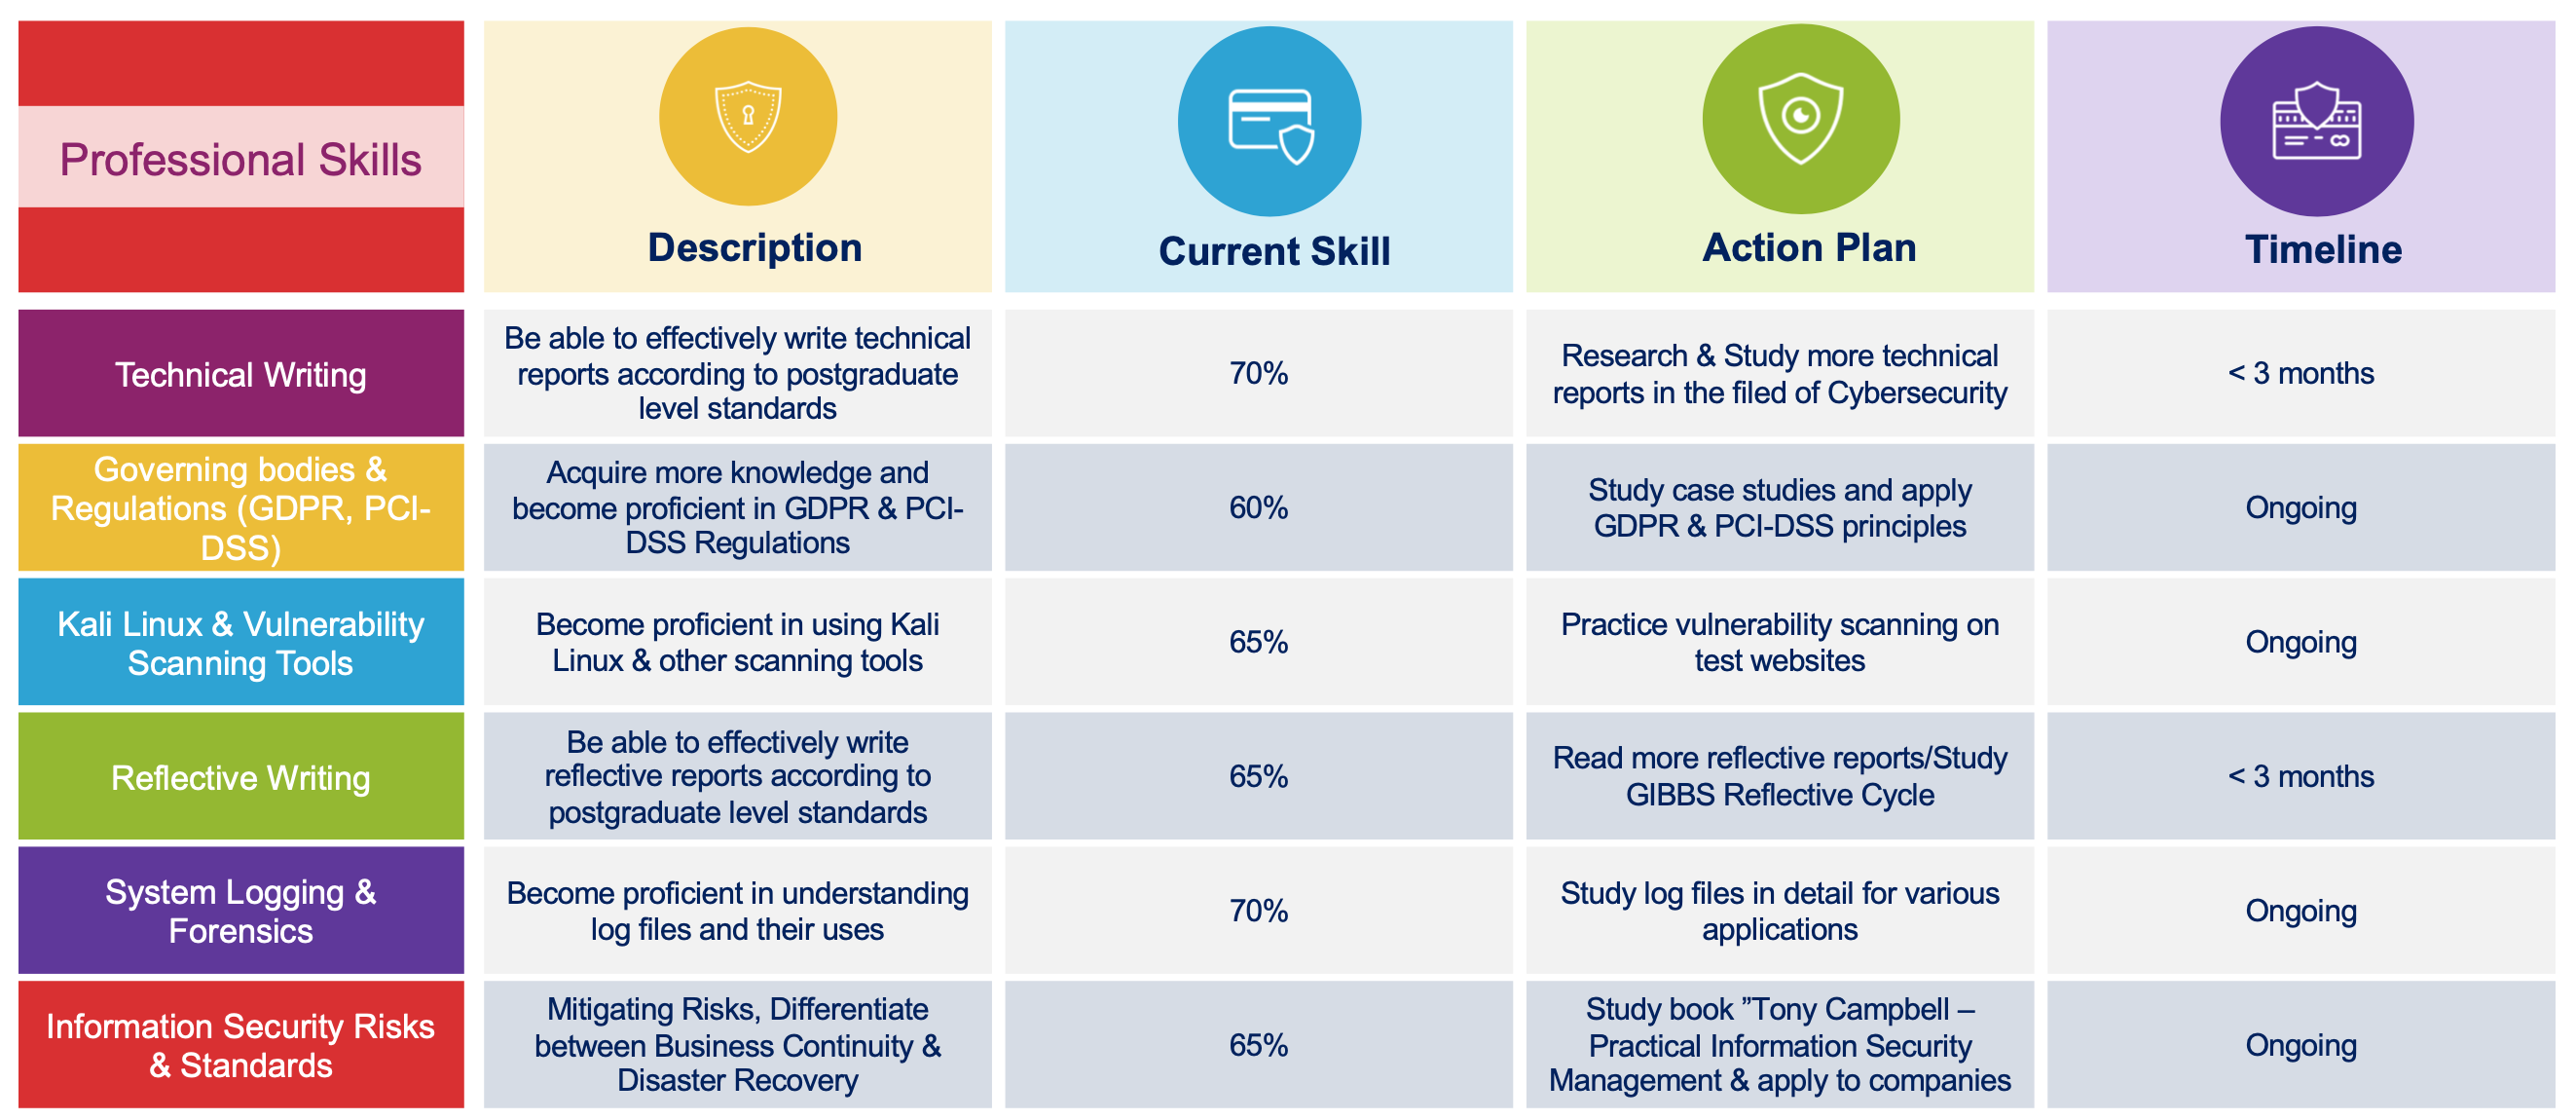 Professional Skills
Description
Current Skill
Action Plan
Timeline
Technical Writing
Be able to effectively write technical
reports according to postgraduate
level standards
70%
Research & Study more technical
reports in the filed of Cybersecurity
< 3 months
Governing bodies &
Regulations (GDPR, PCI-
DSS)
Acquire more knowledge and
become proficient in GDPR & PCI-
DSS Regulations
60%
Study case studies and apply
GDPR & PCI-DSS principles
Ongoing
Kali Linux & Vulnerability
Scanning Tools
Become proficient in using Kali
Linux & other scanning tools
65%
Practice vulnerability scanning on
test websites
Ongoing
Reflective Writing
Be able to effectively write
reflective reports according to
postgraduate level standards
65%
Read more reflective reports/Study
GIBBS Reflective Cycle
< 3 months
System Logging &
Forensics
Become proficient in understanding
log files and their uses
70%
Study log files in detail for various
applications
Ongoing
Information Security Risks
& Standards
Mitigating Risks, Differentiate
between Business Continuity &
Disaster Recovery
65%
Study book ”Tony Campbell –
Practical Information Security
Management & apply to companies
Ongoing